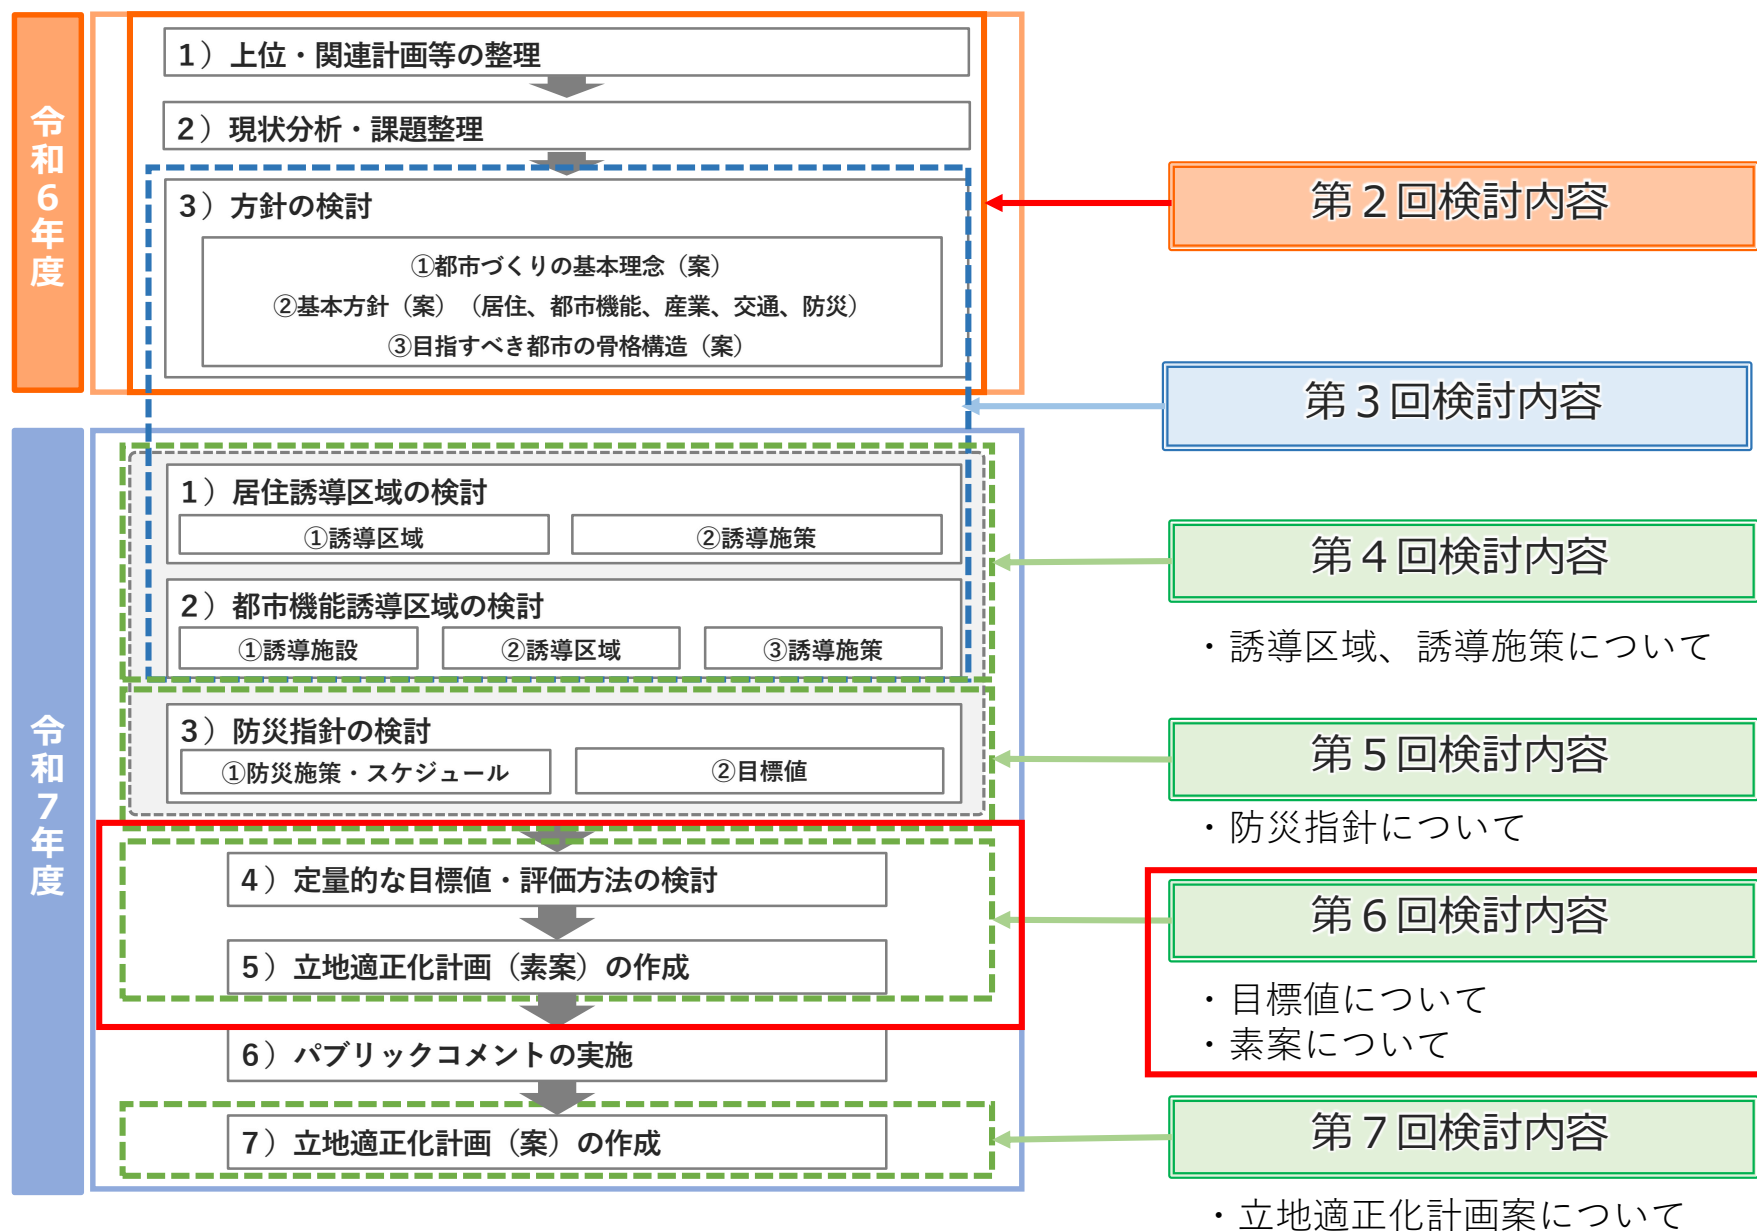 令和６年度
１）上位・関連計画等の整理
２）現状分析・課題整理
３）方針の検討
①都市づくりの基本理念（案）
②基本方針（案）（居住、都市機能、産業、交通、防災）
③目指すべき都市の骨格構造（案）
第２回検討内容
第３回検討内容
令和７年度
１）居住誘導区域の検討
①誘導区域
②誘導施策
２）都市機能誘導区域の検討
①誘導施設
②誘導区域
③誘導施策
第４回検討内容
・誘導区域、誘導施策について
３）防災指針の検討
①防災施策・スケジュール
②目標値
第５回検討内容
・防災指針について
４）定量的な目標値・評価方法の検討
５）立地適正化計画（素案）の作成
第６回検討内容
・目標値について
・素案について
６）パブリックコメントの実施
７）立地適正化計画（案）の作成
第７回検討内容
・立地適正化計画案について